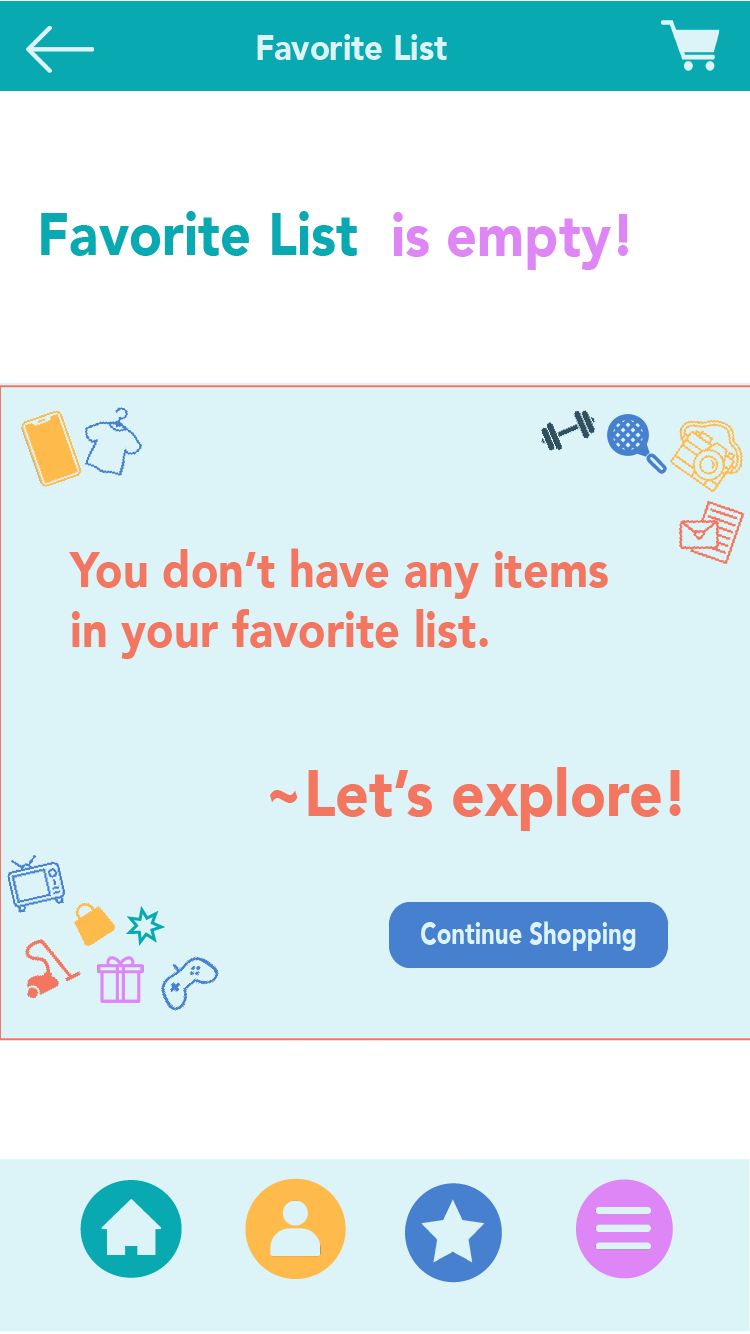 Favorite List
Favorite List is empty!
You don’t have any items
in your favorite list.
~Let’s explore!
Continue Shopping